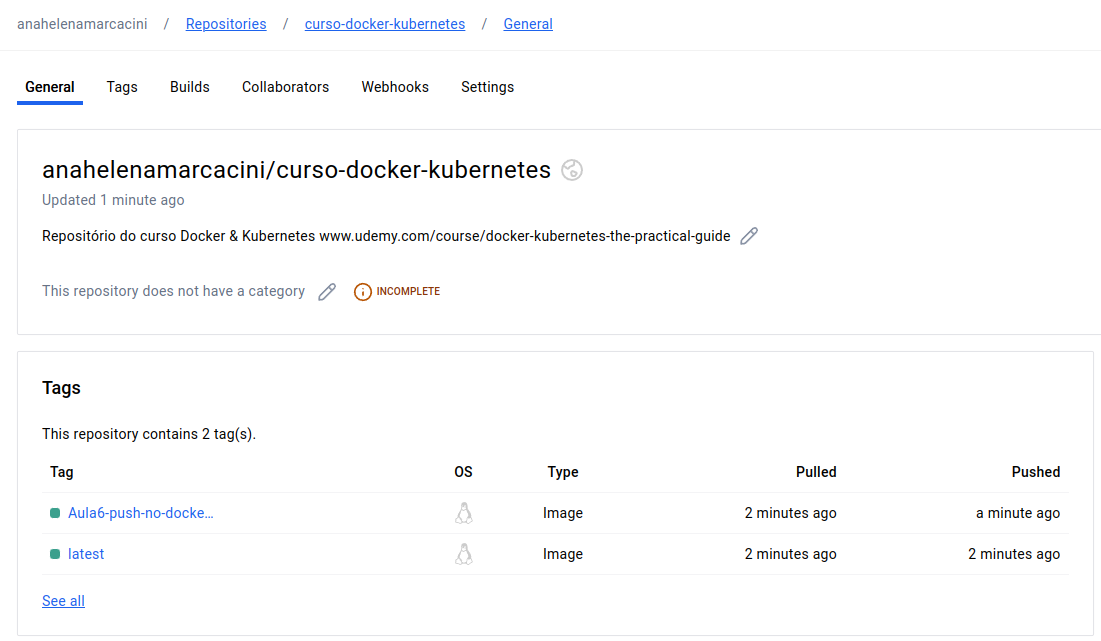 anahelenamarcacini / Repositories / curso-docker-kubernetes / General
General Tags Builds Collaborators Webhooks Settings
anahelenamarcacini/curso-docker-kubernetes
Updated 1 minute ago
Repositório do curso Docker & Kubernetes www.udemy.com/course/docker-kubernetes-the-practical-guide
This repository does not have a category INCOMPLETE
Tags
This repository contains 2 tag(s).
Tag OS Type Pulled Pushed
Aula6-push-no-docke... Image 2 minutes ago a minute ago
latest Image 2 minutes ago 2 minutes ago
See all